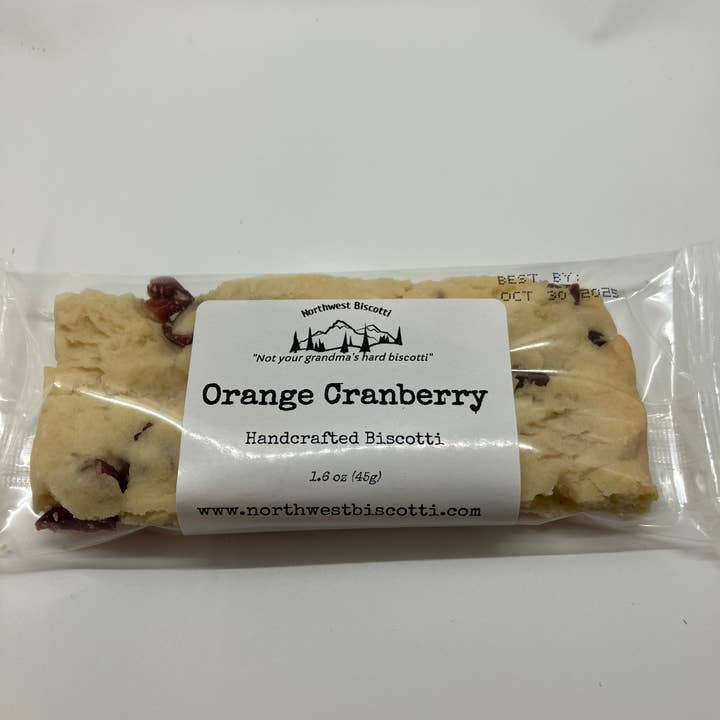 BEST BY:
OCT 30 2025
Northwest Biscotti
"Not your grandma's hard biscotti"
Orange Cranberry
Handcrafted Biscotti
1.6 oz (45g)
www.northwestbiscotti.com